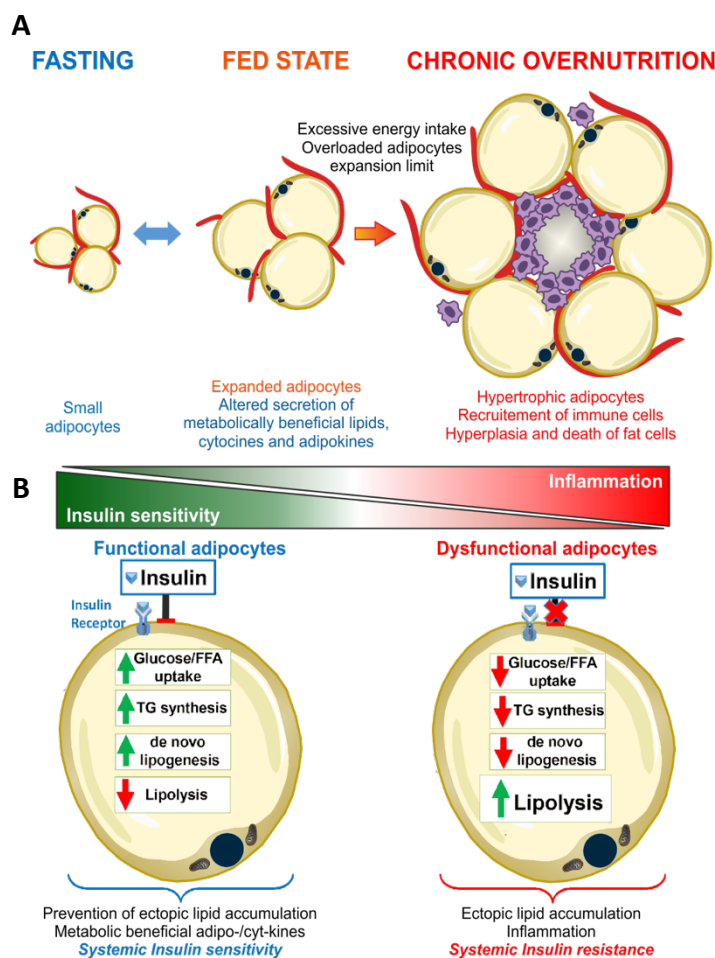 A
FASTING
FED STATE
CHRONIC OVERNUTRITION
Excessive energy intake
Overloaded adipocytes
expansion limit
Small
adipocytes
Expanded adipocytes
Altered secretion of
metabolically beneficial lipids,
cytocines and adipokines
Hypertrophic adipocytes
Recruitement of immune cells
Hyperplasia and death of fat cells
B
Inflammation
Insulin sensitivity
Functional adipocytes
Insulin
Insulin
Receptor
Glucose/FFA
uptake
TG synthesis
de novo
lipogenesis
Lipolysis
Prevention of ectopic lipid accumulation
Metabolic beneficial adipo-/cyt-kines
Systemic Insulin sensitivity
Dysfunctional adipocytes
Insulin
Glucose/FFA
uptake
TG synthesis
de novo
lipogenesis
Lipolysis
Ectopic lipid accumulation
Inflammation
Systemic Insulin resistance